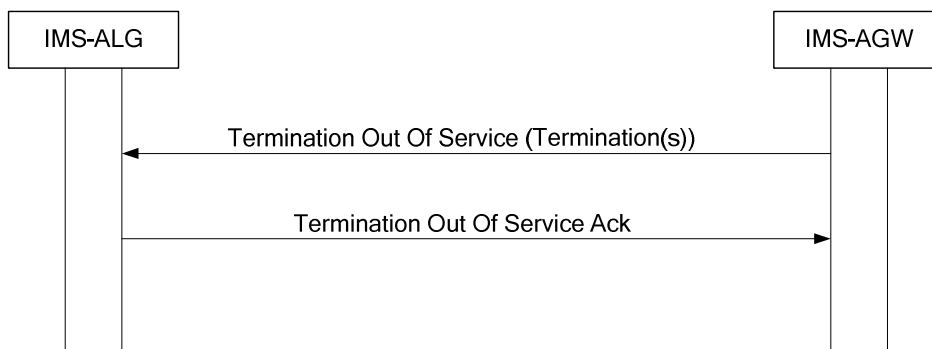 IMS-ALG
IMS-AGW
Termination Out Of Service (Termination(s))
Termination Out Of Service Ack